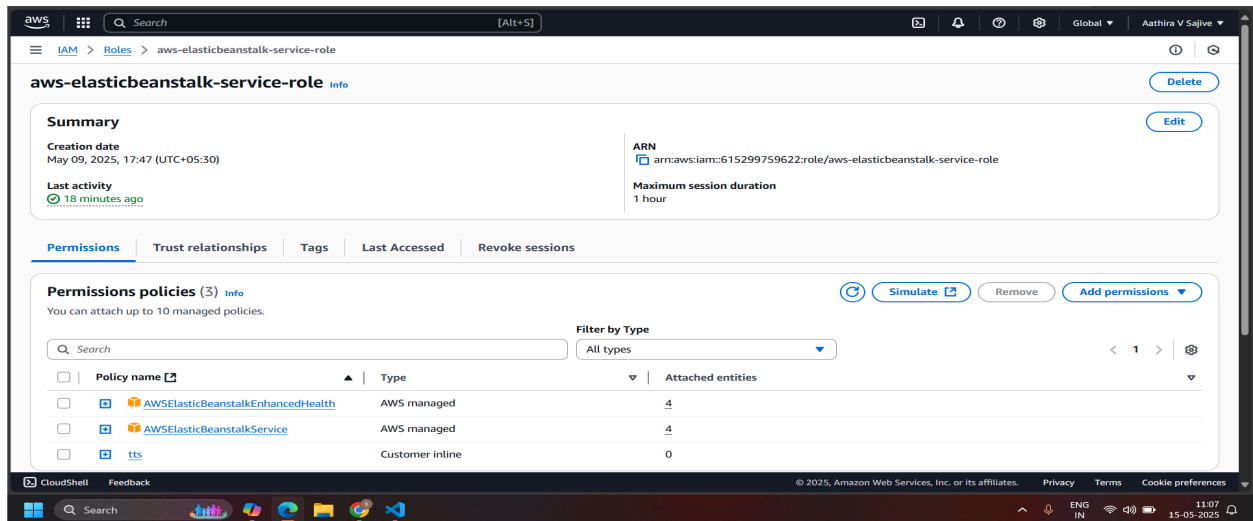 aws Search [Alt+S] Global Aathira V Sajive
IAM > Roles > aws-elasticbeanstalk-service-role
aws-elasticbeanstalk-service-role Info Delete
Summary Edit
Creation date
May 09, 2025, 17:47 (UTC+05:30)
ARN
arn:aws:iam::615299759622:role/aws-elasticbeanstalk-service-role
Last activity
18 minutes ago
Maximum session duration
1 hour
Permissions Trust relationships Tags Last Accessed Revoke sessions
Permissions policies (3) Info Simulate Remove Add permissions
You can attach up to 10 managed policies.
Filter by Type
Search All types < 1 >
Policy name Type Attached entities
AWSElasticBeanstalkEnhancedHealth AWS managed 4
AWSElasticBeanstalkService AWS managed 4
tts Customer inline 0
CloudShell Feedback © 2025, Amazon Web Services, Inc. or its affiliates. Privacy Terms Cookie preferences
Search ENG 11:07
IN 15-05-2025